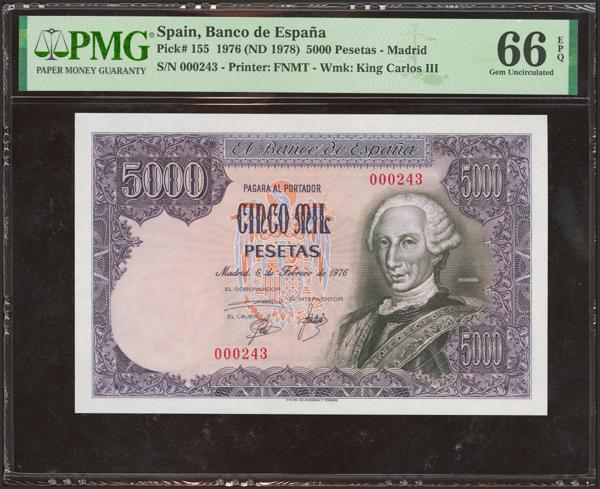 PMG
PAPER MONEY GUARANTY
Spain, Banco de España
Pick# 155 1976 (ND 1978) 5000 Pesetas - Madrid
S/N 000243 - Printer: FNMT - Wmk: King Carlos III
66 EPQ
Gem Uncirculated
El Banco de España
5000
PAGARA AL PORTADOR
000243
5000
CINCO MIL
PESETAS
Madrid, 6 de Febrero de 1976
EL GOBERNADOR
EL INTERVENTOR
EL CAJERO
000243
5000